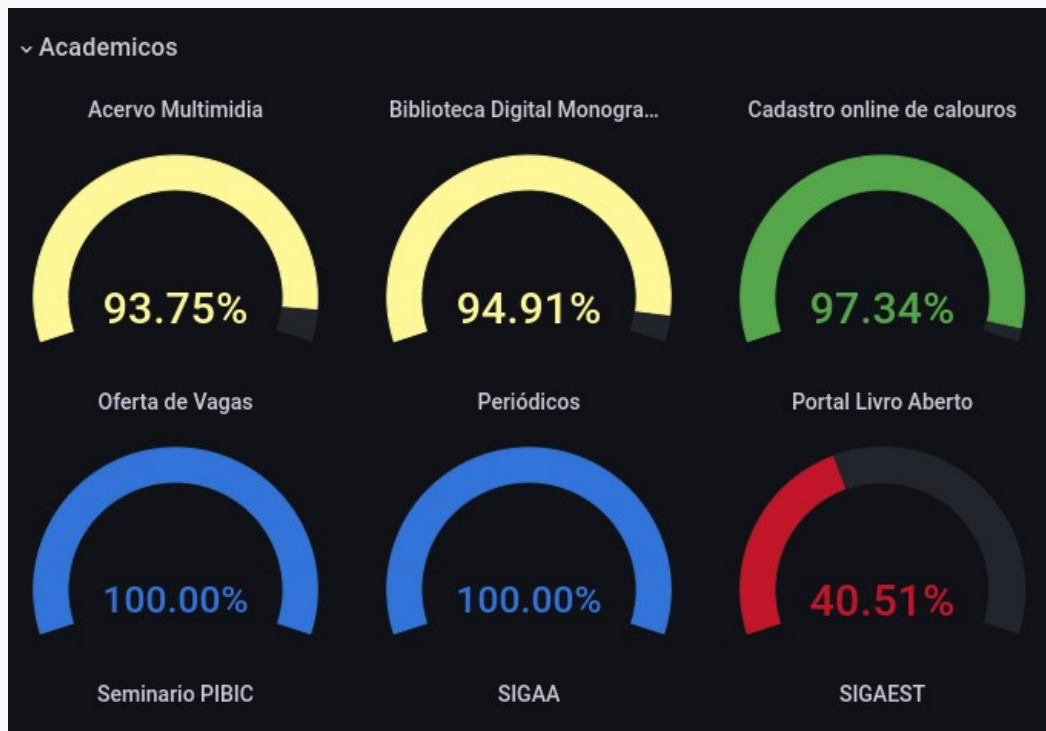 Academicos
Acervo Multimidia
Biblioteca Digital Monogra...
Cadastro online de calouros
93.75%
94.91%
97.34%
Oferta de Vagas
Periódicos
Portal Livro Aberto
100.00%
100.00%
40.51%
Seminario PIBIC
SIGAA
SIGAEST